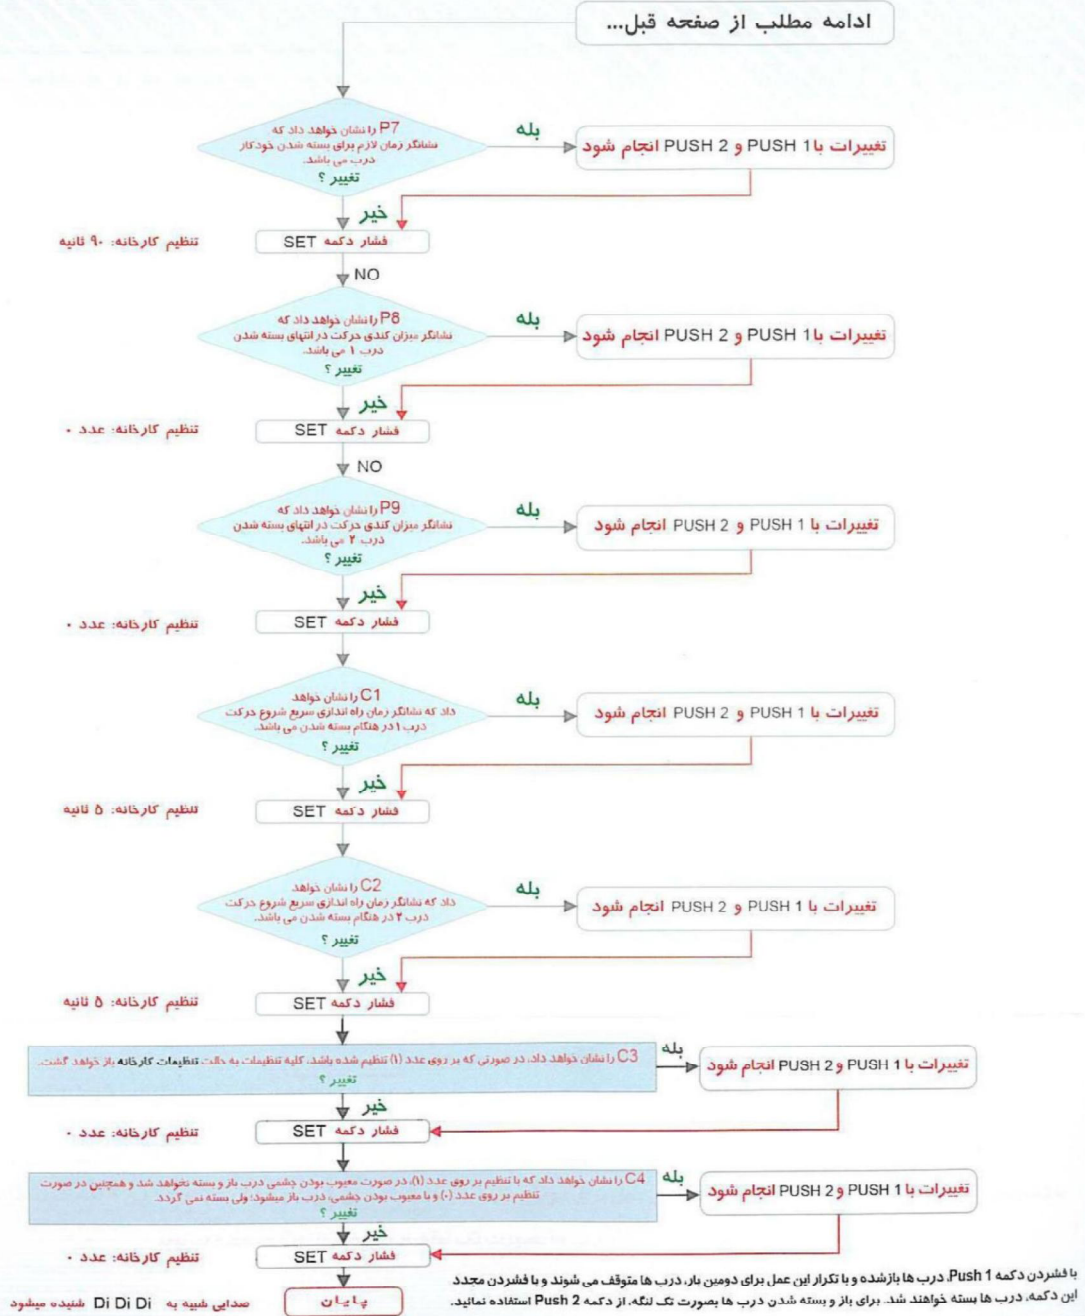 ادامه مطلب از صفحه قبل...
P7 را نشان خواهد داد که
نشانگر زمان لازم برای بسته شدن خودکار
درب می باشد.
تغییر ؟
بله
تغییرات با PUSH 1 و PUSH 2 انجام شود
خیر
فشار دکمه SET
تنظیم کارخانه: ۹۰ ثانیه
NO
P8 را نشان خواهد داد که
نشانگر میزان کندی حرکت در انتهای بسته شدن
درب ۱ می باشد.
تغییر ؟
بله
تغییرات با PUSH 1 و PUSH 2 انجام شود
خیر
فشار دکمه SET
تنظیم کارخانه: عدد ۰
NO
P9 را نشان خواهد داد که
نشانگر میزان کندی حرکت در انتهای بسته شدن
درب ۲ می باشد.
تغییر ؟
بله
تغییرات با PUSH 1 و PUSH 2 انجام شود
خیر
فشار دکمه SET
تنظیم کارخانه: عدد ۰
C1 را نشان خواهد
داد که نشانگر زمان راه اندازی سریع شروع حرکت
درب ۱ در هنگام بسته شدن می باشد.
تغییر ؟
بله
تغییرات با PUSH 1 و PUSH 2 انجام شود
خیر
فشار دکمه SET
تنظیم کارخانه: ۵ ثانیه
C2 را نشان خواهد
داد که نشانگر زمان راه اندازی سریع شروع حرکت
درب ۲ در هنگام بسته شدن می باشد.
تغییر ؟
بله
تغییرات با PUSH 1 و PUSH 2 انجام شود
خیر
فشار دکمه SET
تنظیم کارخانه: ۵ ثانیه
C3 را نشان خواهد داد، در صورتی که بر روی عدد (۱) تنظیم شده باشد، کلیه تنظیمات به حالت تنظیمات کارخانه باز خواهد گشت.
تغییر ؟
بله
تغییرات با PUSH 1 و PUSH 2 انجام شود
خیر
فشار دکمه SET
تنظیم کارخانه: عدد ۰
C4 را نشان خواهد داد که با تنظیم بر روی عدد (۱)، در صورت معیوب بودن چشمی درب باز و بسته نخواهد شد و همچنین در صورت
تنظیم بر روی عدد (۰) و با معیوب بودن چشمی، درب باز میشود؛ ولی بسته نمی گردد.
تغییر ؟
بله
تغییرات با PUSH 1 و PUSH 2 انجام شود
خیر
فشار دکمه SET
تنظیم کارخانه: عدد ۰
پایان
صدایی شبیه به Di Di Di شنیده میشود
با فشردن دکمه Push 1، درب ها بازشده و با تکرار این عمل برای دومین بار، درب ها متوقف می شوند و با فشردن مجدد
این دکمه، درب ها بسته خواهند شد. برای باز و بسته شدن درب ها بصورت تک لنگه، از دکمه Push 2 استفاده نمائید.